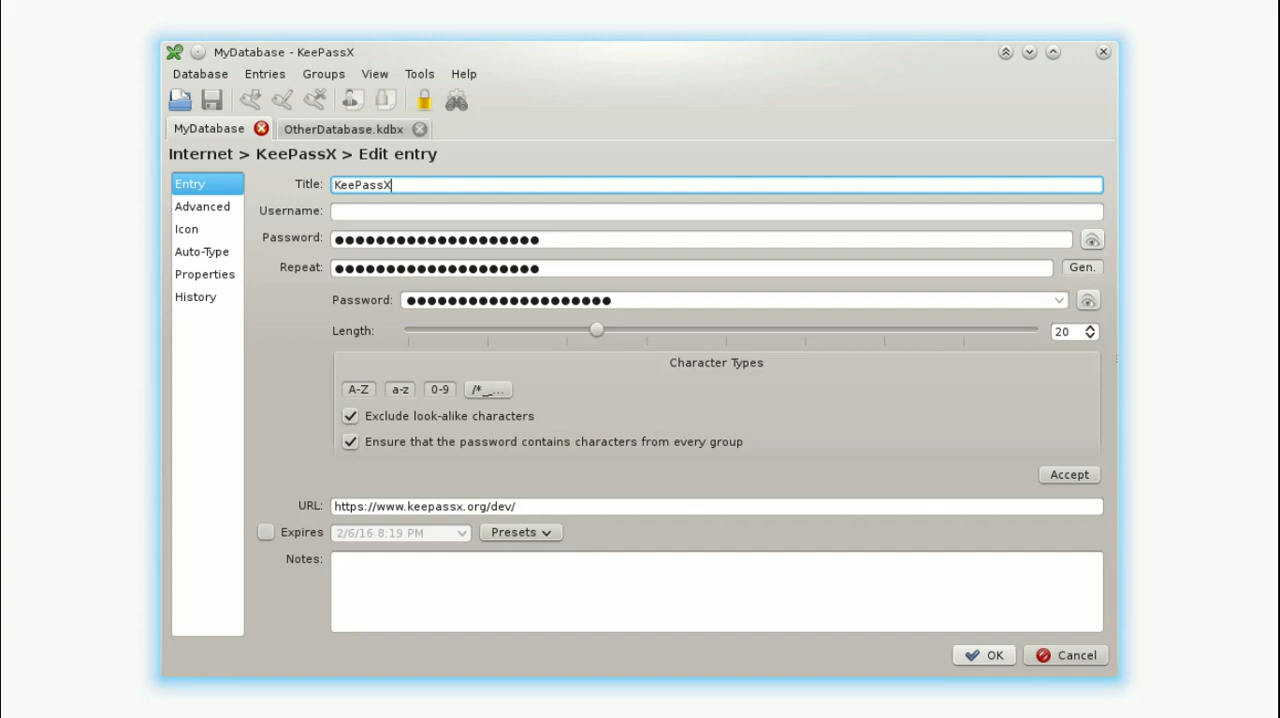 MyDatabase - KeePassX
Database Entries Groups View Tools Help
MyDatabase OtherDatabase.kdbx
Internet > KeePassX > Edit entry
Entry
Advanced
Icon
Auto-Type
Properties
History
Title: KeePassX
Username:
Password: ●●●●●●●●●●●●●●●●●●●●
Repeat: ●●●●●●●●●●●●●●●●●●●● Gen.
Password: ●●●●●●●●●●●●●●●●●●●●
Length: 20
Character Types
A-Z a-z 0-9 /*_...
Exclude look-alike characters
Ensure that the password contains characters from every group
Accept
URL: https://www.keepassx.org/dev/
Expires 2/6/16 8:19 PM Presets
Notes:
OK Cancel